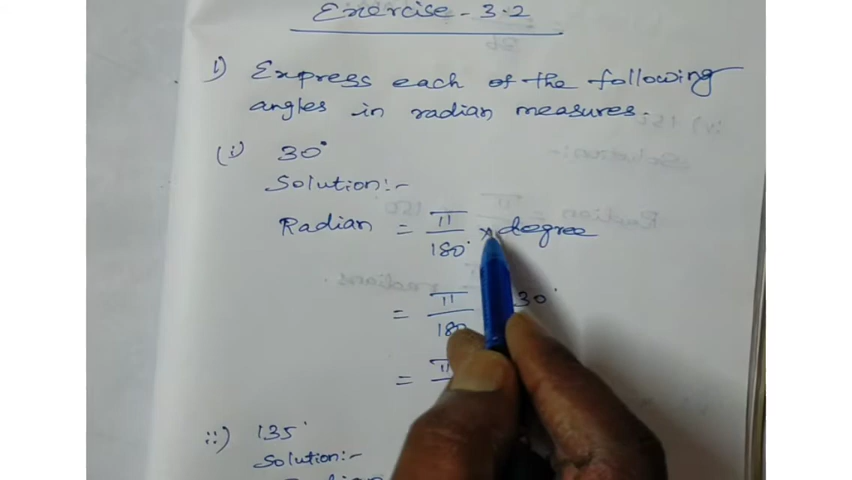 Exercise - 3.2
i) Express each of the following
angles in radian measures.
(i) 30°
Solution:-
Radian = π/180° × degree
= π/180 30°
= π
ii) 135°
Solution:-